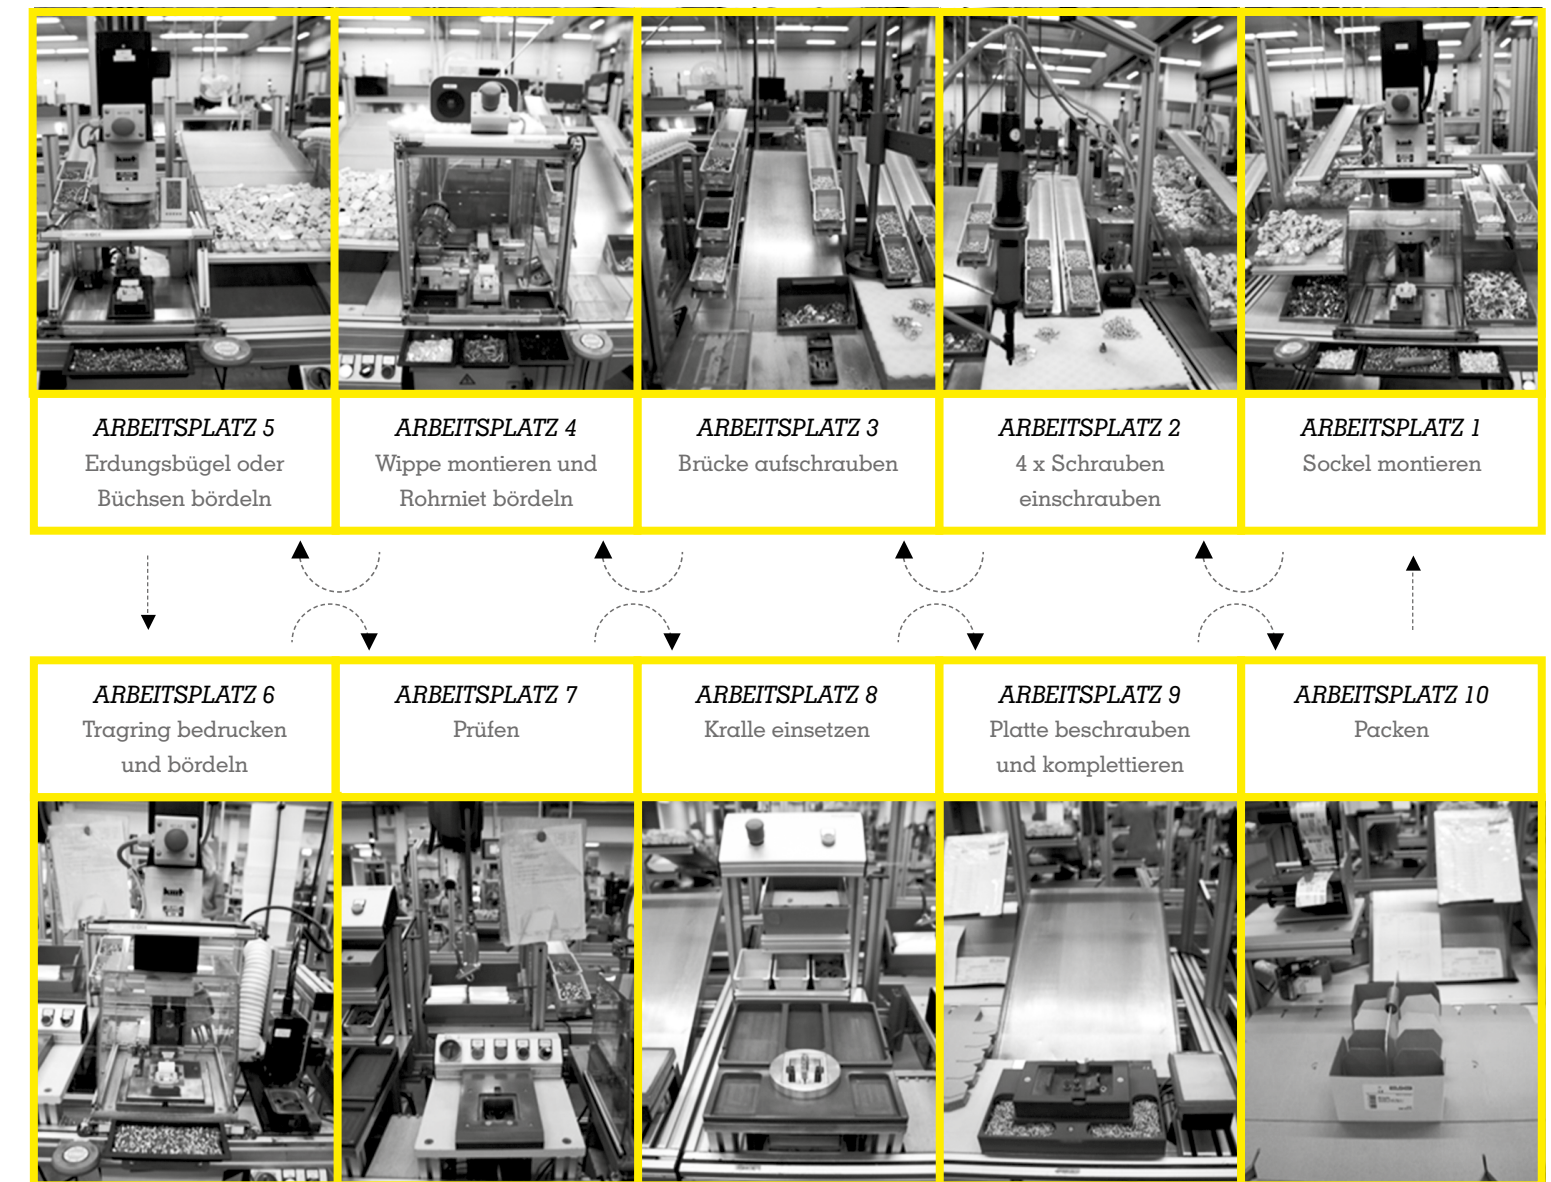 ARBEITSPLATZ 5
Erdungsbügel oder
Büchsen bördeln
ARBEITSPLATZ 4
Wippe montieren und
Rohrniet bördeln
ARBEITSPLATZ 3
Brücke aufschrauben
ARBEITSPLATZ 2
4 x Schrauben
einschrauben
ARBEITSPLATZ 1
Sockel montieren
ARBEITSPLATZ 6
Tragring bedrucken
und bördeln
ARBEITSPLATZ 7
Prüfen
ARBEITSPLATZ 8
Kralle einsetzen
ARBEITSPLATZ 9
Platte beschrauben
und komplettieren
ARBEITSPLATZ 10
Packen